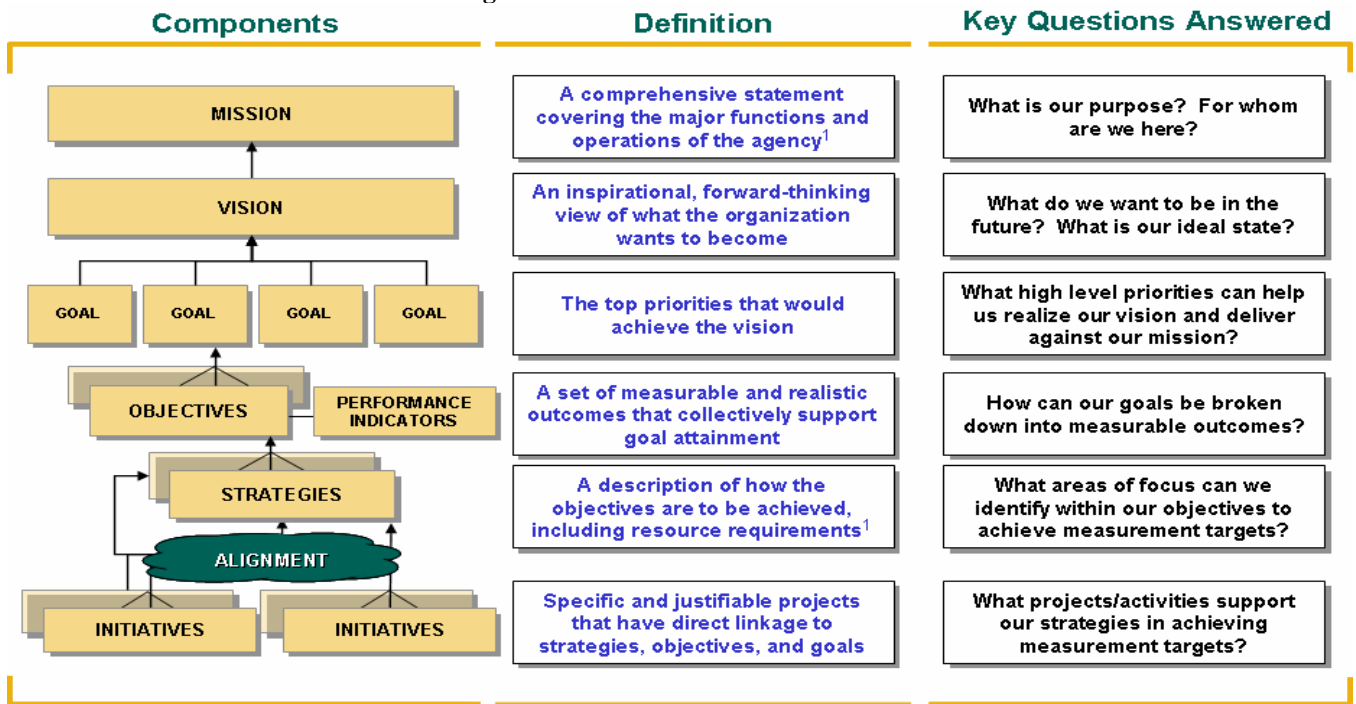 Components
Definition
Key Questions Answered
MISSION
A comprehensive statement
covering the major functions and
operations of the agency1
What is our purpose? For whom
are we here?
VISION
An inspirational, forward-thinking
view of what the organization
wants to become
What do we want to be in the
future? What is our ideal state?
GOAL
GOAL
GOAL
GOAL
The top priorities that would
achieve the vision
What high level priorities can help
us realize our vision and deliver
against our mission?
OBJECTIVES
PERFORMANCE
INDICATORS
A set of measurable and realistic
outcomes that collectively support
goal attainment
How can our goals be broken
down into measurable outcomes?
STRATEGIES
A description of how the
objectives are to be achieved,
including resource requirements1
What areas of focus can we
identify within our objectives to
achieve measurement targets?
ALIGNMENT
INITIATIVES
INITIATIVES
Specific and justifiable projects
that have direct linkage to
strategies, objectives, and goals
What projects/activities support
our strategies in achieving
measurement targets?